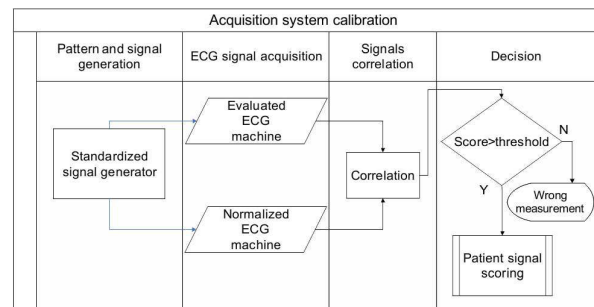 Acquisition system calibration
Pattern and signal
generation
ECG signal acquisition
Signals
correlation
Decision
Standardized
signal generator
Evaluated
ECG
machine
Normalized
ECG
machine
Correlation
Score>threshold
N
Y
Wrong
measurement
Patient signal
scoring